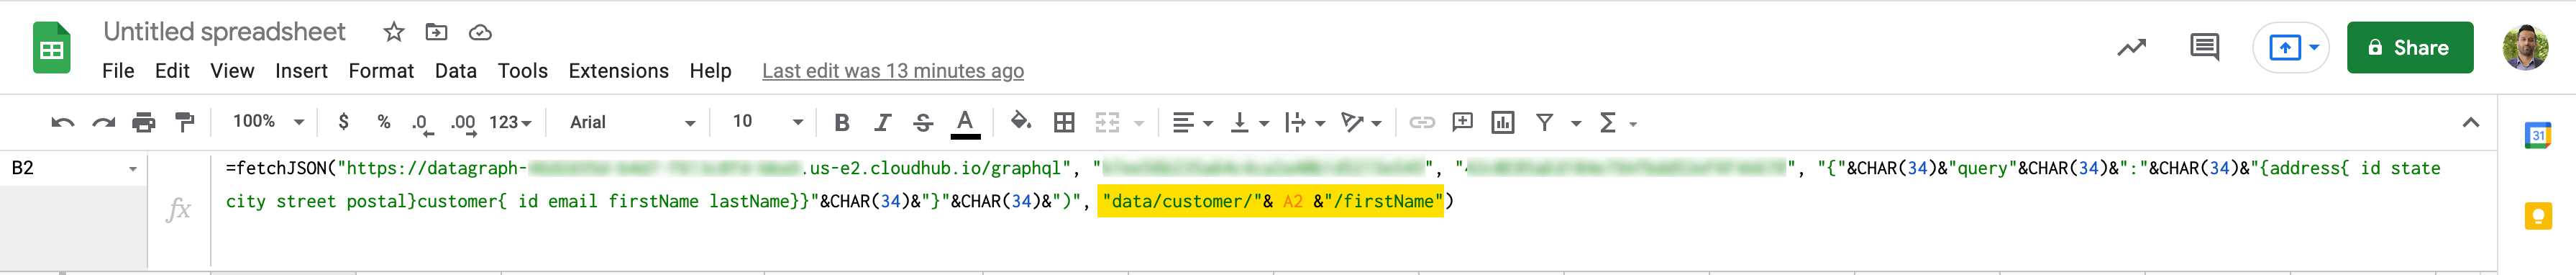 Untitled spreadsheet
File Edit View Insert Format Data Tools Extensions Help Last edit was 13 minutes ago
Share
100% $ % .0 .00 123 Arial 10 B I S A Σ
31
B2
=fetchJSON("https://datagraph- .us-e2.cloudhub.io/graphql", " ", " ", "{"&CHAR(34)&"query"&CHAR(34)&":"&CHAR(34)&"{address{ id state
fx city street postal}customer{ id email firstName lastName}}"&CHAR(34)&"}"&CHAR(34)&")", "data/customer/"& A2 &"/firstName")